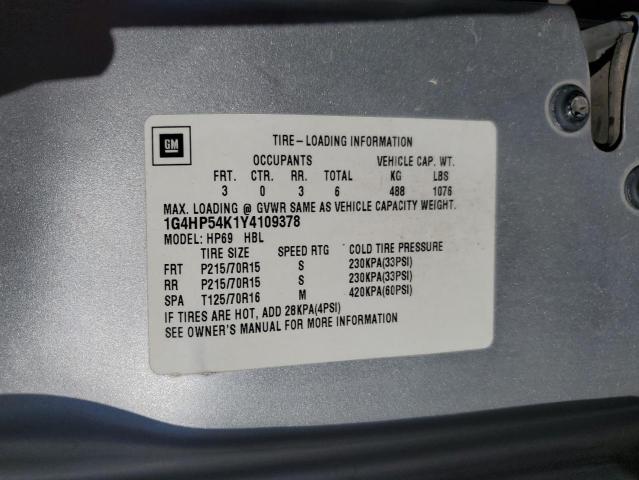 GM
TIRE-LOADING INFORMATION
OCCUPANTS VEHICLE CAP. WT.
FRT. CTR. RR. TOTAL KG LBS
3 0 3 6 488 1076
MAX. LOADING @ GVWR SAME AS VEHICLE CAPACITY WEIGHT.
1G4HP54K1Y4109378
MODEL: HP69 HBL
TIRE SIZE SPEED RTG COLD TIRE PRESSURE
FRT P215/70R15 S 230KPA(33PSI)
RR P215/70R15 S 230KPA(33PSI)
SPA T125/70R16 M 420KPA(60PSI)
IF TIRES ARE HOT, ADD 28KPA(4PSI)
SEE OWNER'S MANUAL FOR MORE INFORMATION